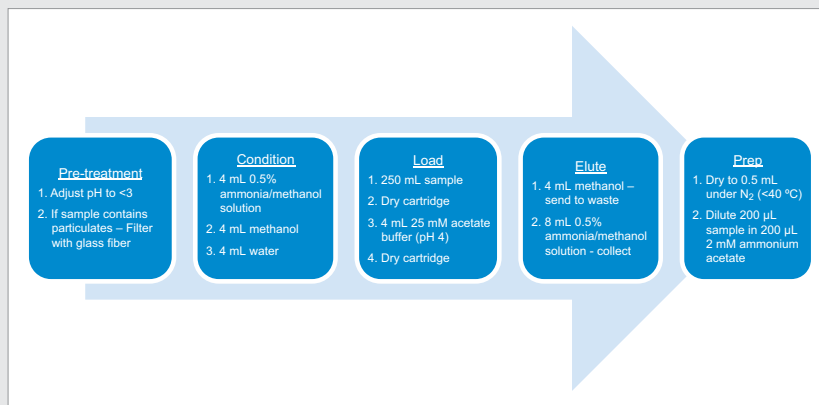 Pre-treatment
1. Adjust pH to <3
2. If sample contains
particulates – Filter
with glass fiber
Condition
1. 4 mL 0.5%
ammonia/methanol
solution
2. 4 mL methanol
3. 4 mL water
Load
1. 250 mL sample
2. Dry cartridge
3. 4 mL 25 mM acetate
buffer (pH 4)
4. Dry cartridge
Elute
1. 4 mL methanol –
send to waste
2. 8 mL 0.5%
ammonia/methanol
solution - collect
Prep
1. Dry to 0.5 mL
under N₂ (<40 ºC)
2. Dilute 200 µL
sample in 200 µL
2 mM ammonium
acetate